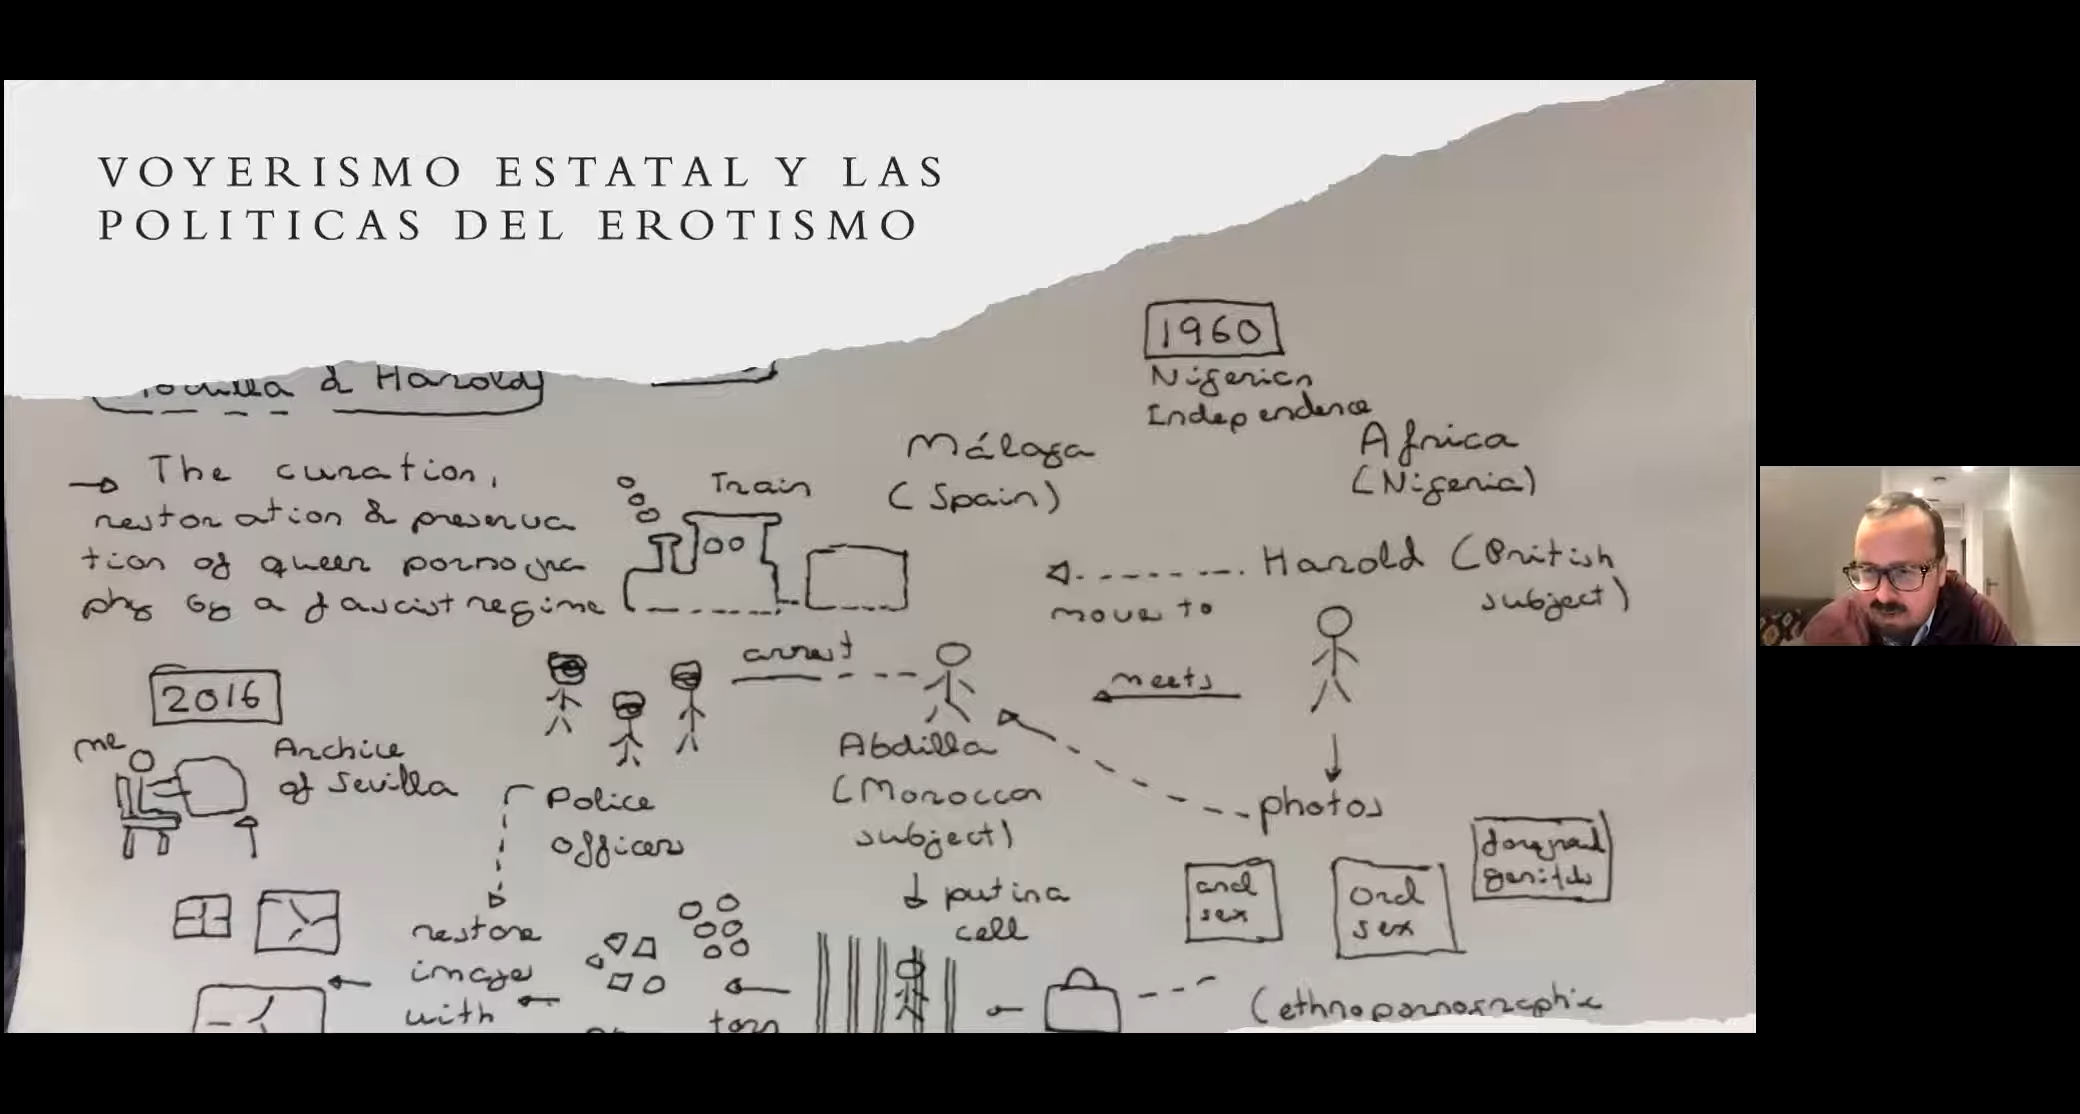 VOYERISMO ESTATAL Y LAS
POLITICAS DEL EROTISMO
& Harold
1960
Nigerian
Independence
Africa
(Nigeria)
Málaga
(Spain)
Train
→ The curation,
restoration & preserva
tion of queer pornogra
phy by a fascist regime
Harold (British
subject)
move to
arrest
meets
2016
me
Archive
of Sevilla
Police
officers
Abdilla
(Moroccan
subject)
photos
anal
sex
oral
sex
put in a
cell
restore
images
with
torn
(ethnopornographic